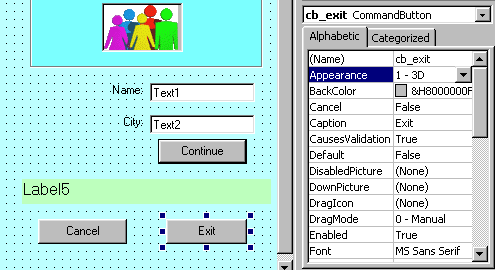 Name: Text1
City: Text2
Continue
Label5
Cancel Exit
cb_exit CommandButton
Alphabetic Categorized
(Name) cb_exit
Appearance 1 - 3D
BackColor &H8000000F
Cancel False
Caption Exit
CausesValidation True
Default False
DisabledPicture (None)
DownPicture (None)
DragIcon (None)
DragMode 0 - Manual
Enabled True
Font MS Sans Serif